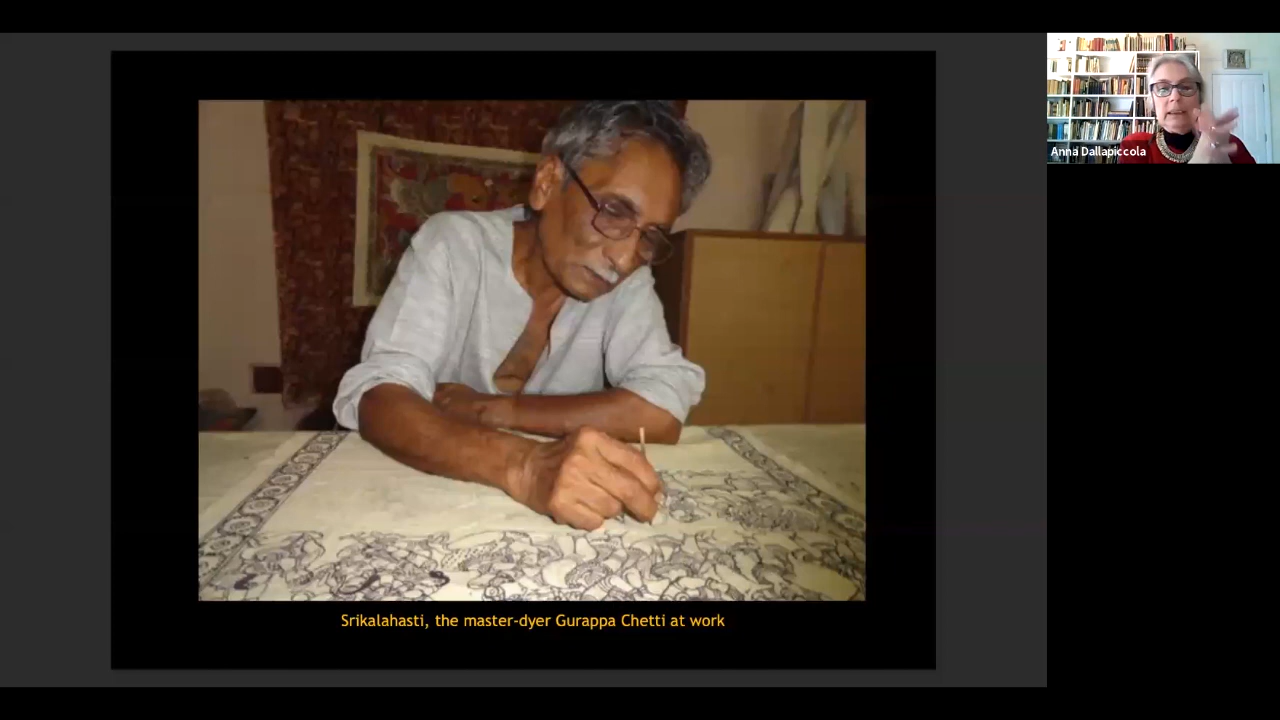 Anna Dallapiccola
Srikalahasti, the master-dyer Gurappa Chetti at work